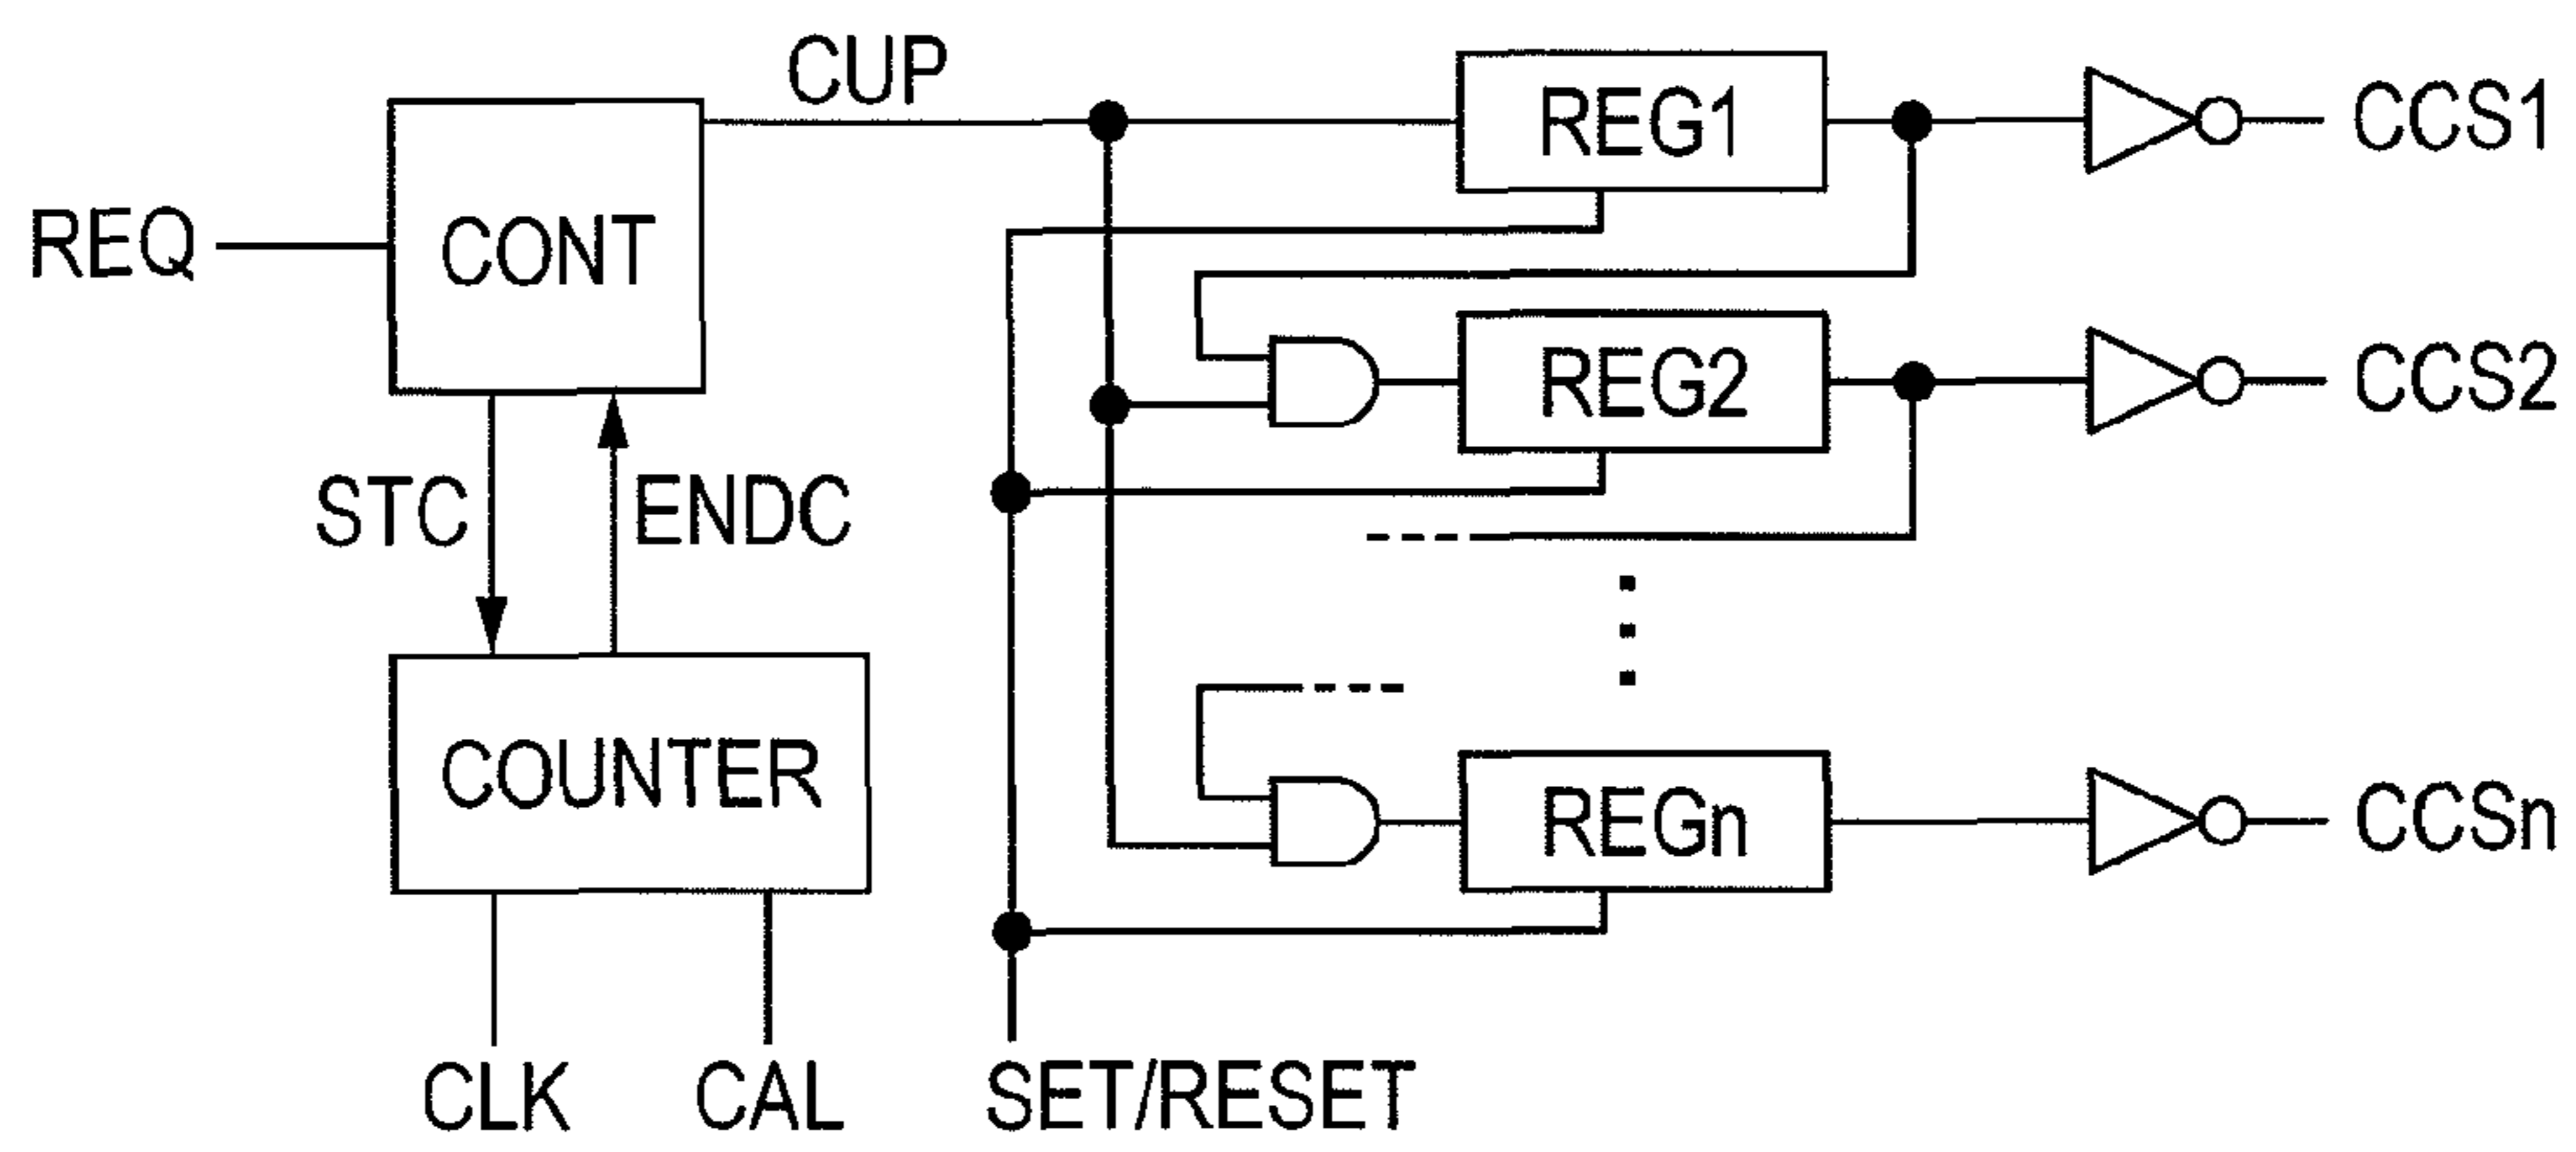 CUP
REG1
CCS1
REQ
CONT
REG2
CCS2
STC
ENDC
COUNTER
REGn
CCSn
CLK
CAL
SET/RESET